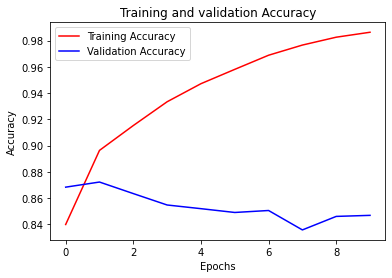 Training and validation Accuracy
Training Accuracy
Validation Accuracy
Accuracy
0.98
0.96
0.94
0.92
0.90
0.88
0.86
0.84
0 2 4 6 8
Epochs